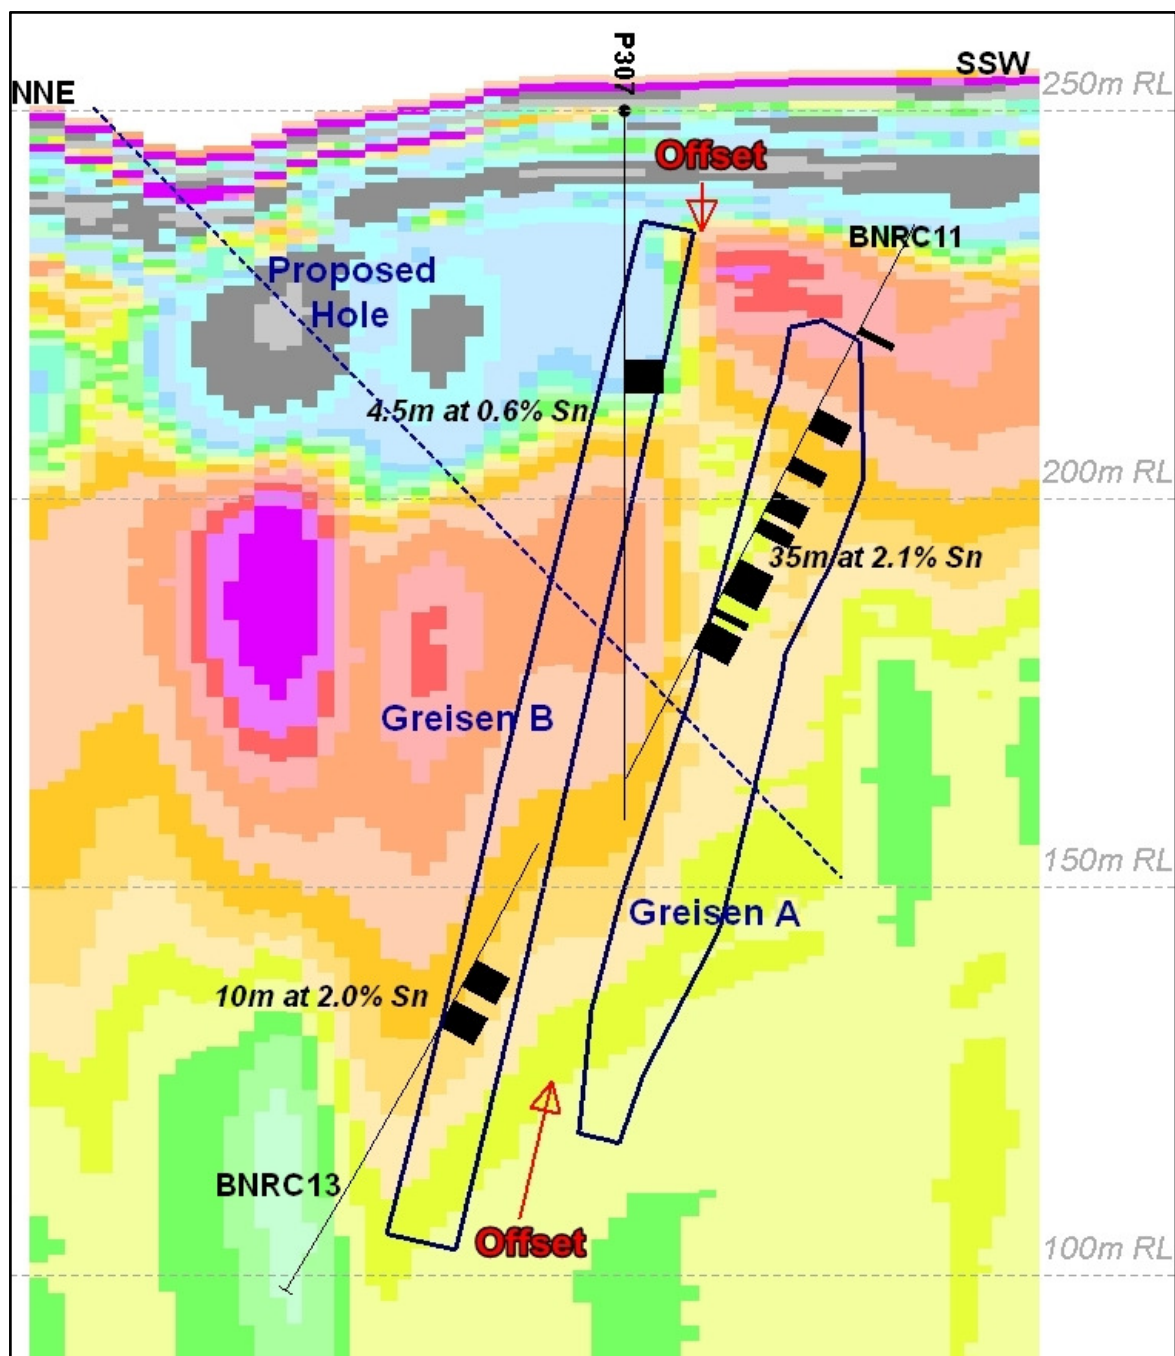 P307
NNE
SSW
250m RL
Offset
BNRC11
Proposed
Hole
4.5m at 0.6% Sn
200m RL
35m at 2.1% Sn
Greisen B
150m RL
Greisen A
10m at 2.0% Sn
BNRC13
Offset
100m RL